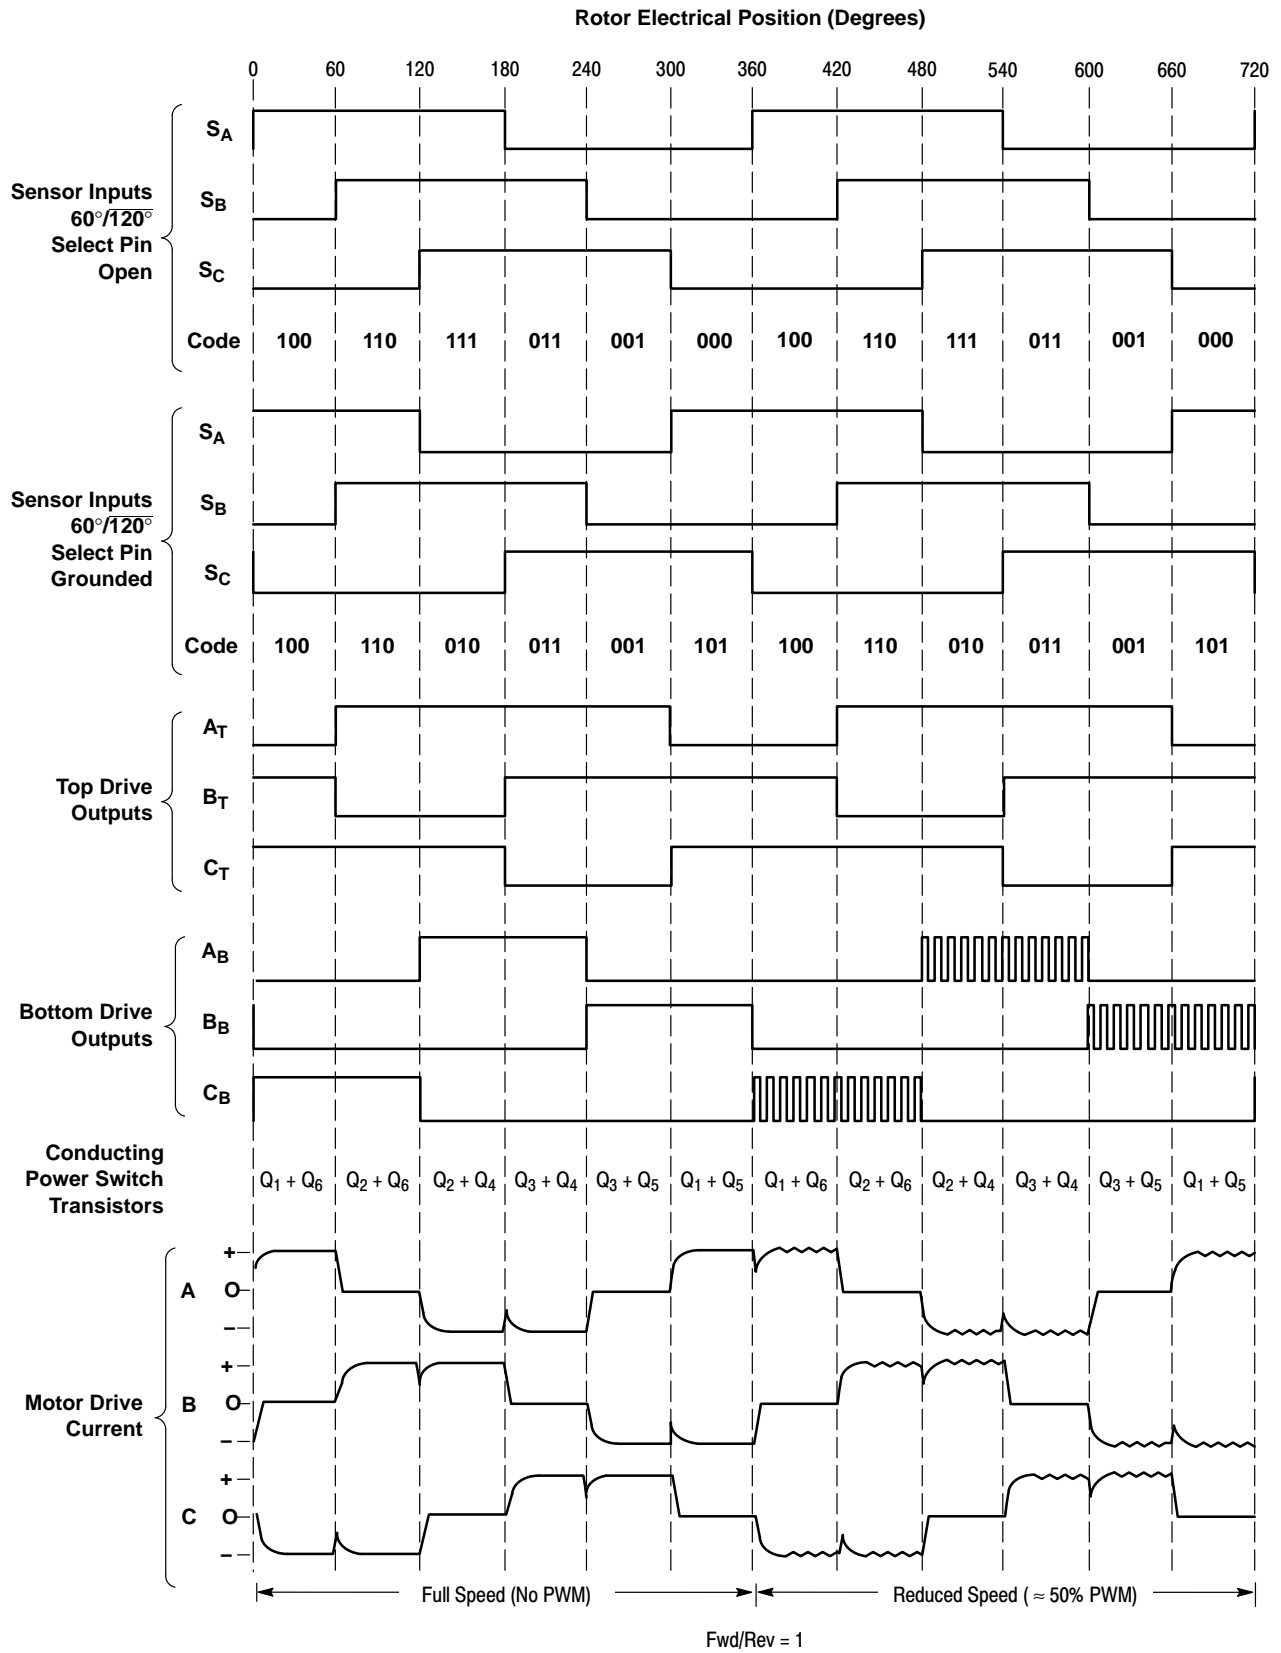 Rotor Electrical Position (Degrees)
0 60 120 180 240 300 360 420 480 540 600 660 720
Sensor Inputs
60°/120°
Select Pin
Open
SA
SB
SC
Code 100 110 111 011 001 000 100 110 111 011 001 000
Sensor Inputs
60°/120°
Select Pin
Grounded
SA
SB
SC
Code 100 110 010 011 001 101 100 110 010 011 001 101
Top Drive
Outputs
AT
BT
CT
Bottom Drive
Outputs
AB
BB
CB
Conducting
Power Switch
Transistors
Q1 + Q6 Q2 + Q6 Q2 + Q4 Q3 + Q4 Q3 + Q5 Q1 + Q5 Q1 + Q6 Q2 + Q6 Q2 + Q4 Q3 + Q4 Q3 + Q5 Q1 + Q5
Motor Drive
Current
+
A O
–
+
B O
–
+
C O
–
Full Speed (No PWM) Reduced Speed ( ≈ 50% PWM)
Fwd/Rev = 1